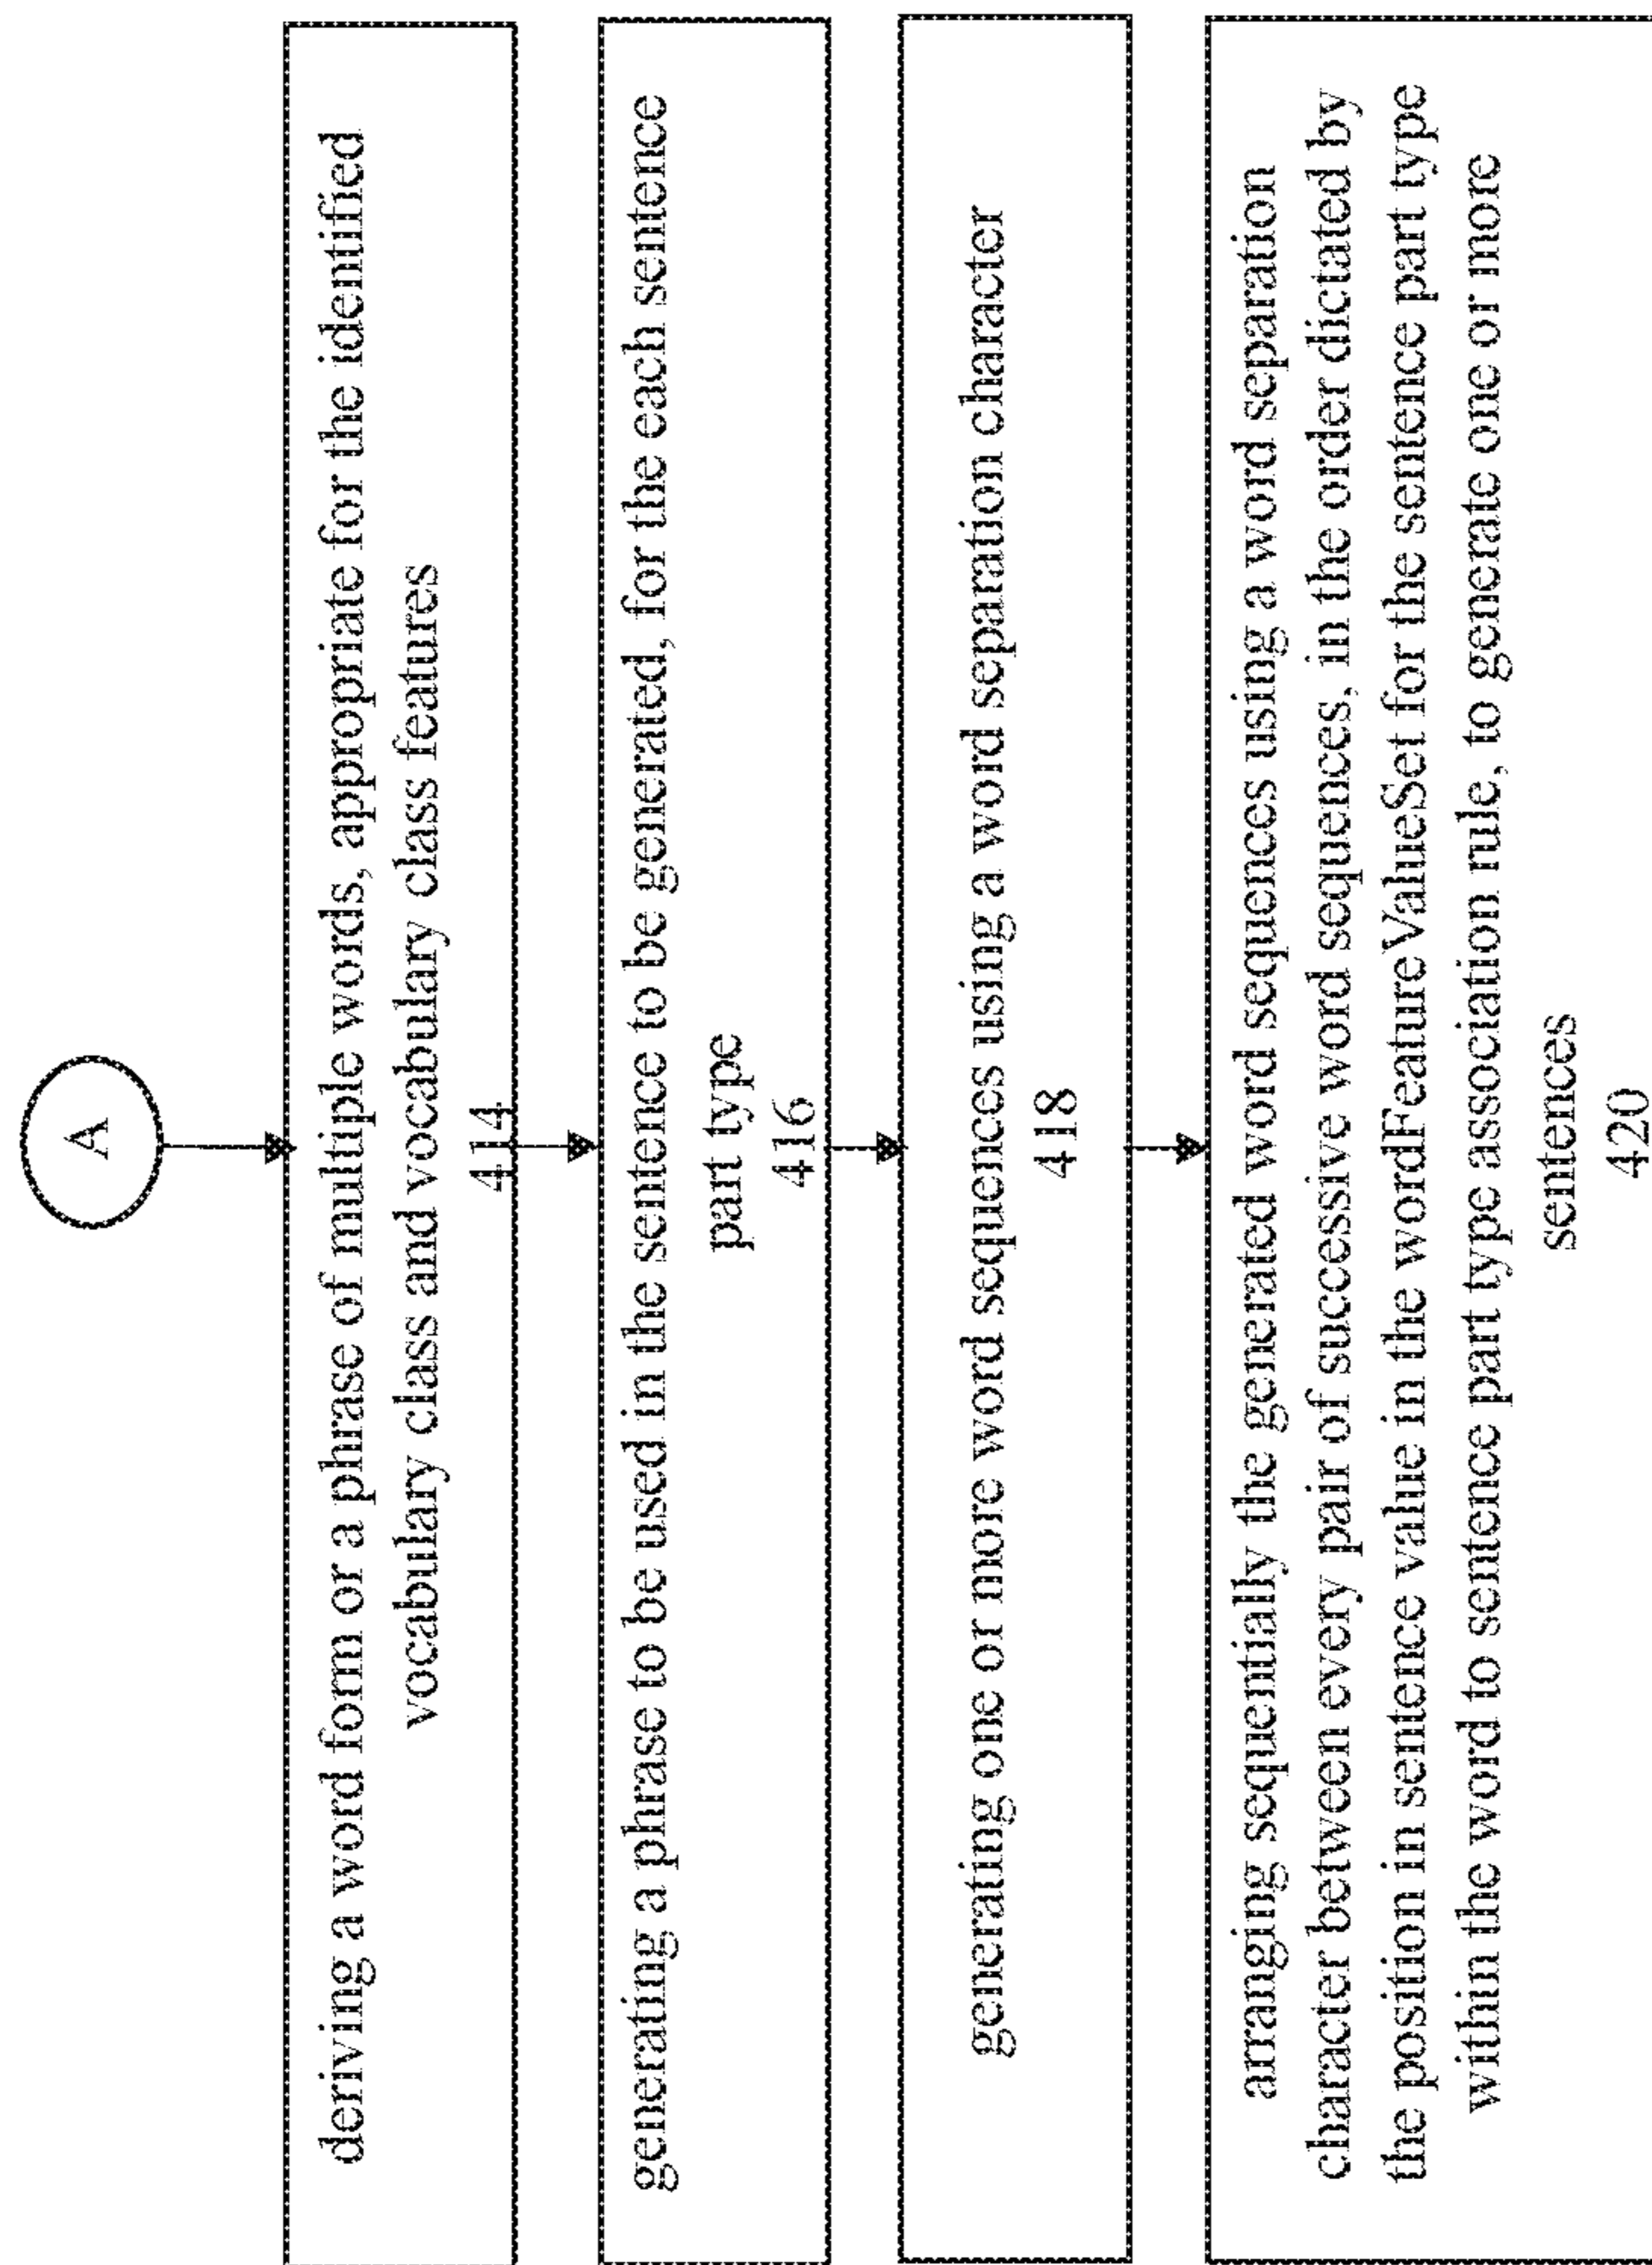 A
deriving a word form or a phrase of multiple words, appropriate for the identified
vocabulary class and vocabulary class features
414
generating a phrase to be used in the sentence to be generated, for the each sentence
part type
416
generating one or more word sequences using a word separation character
418
arranging sequentially the generated word sequences using a word separation
character between every pair of successive word sequences, in the order dictated by
the position in sentence value in the wordFeatureValueSet for the sentence part type
within the word to sentence part type association rule, to generate one or more
sentences
420